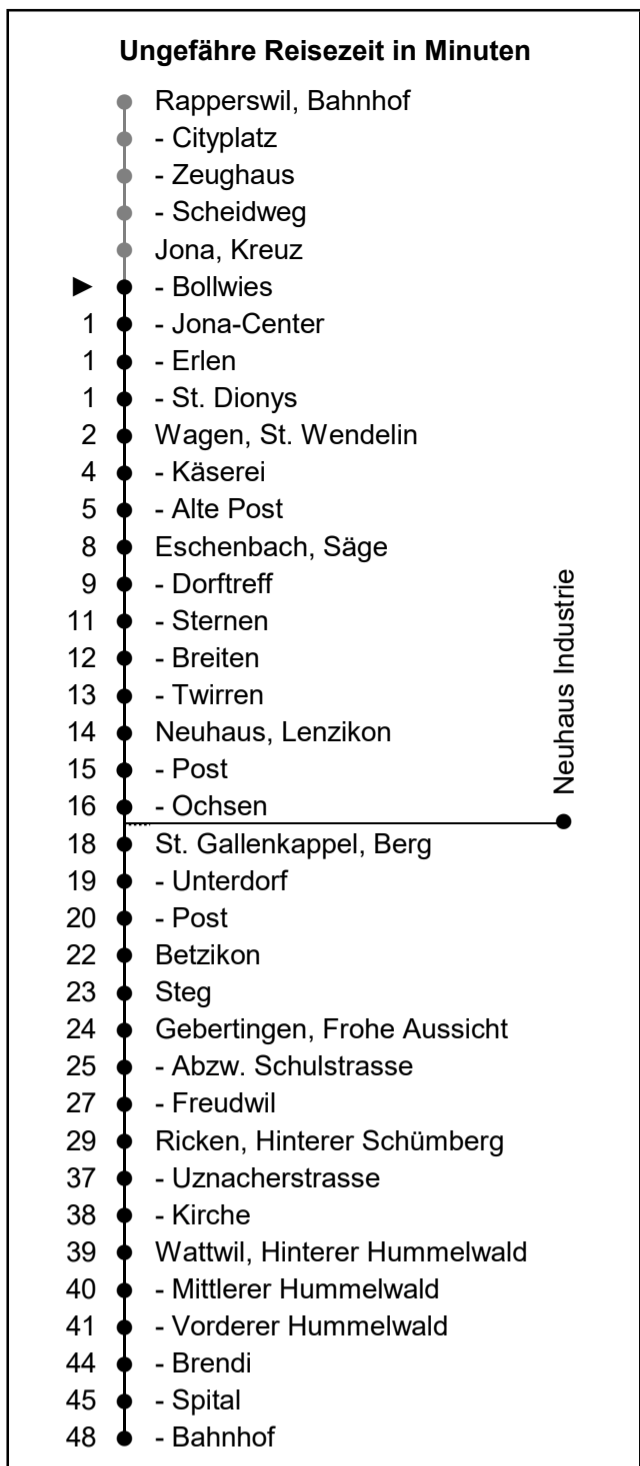 Ungefähre Reisezeit in Minuten
Rapperswil, Bahnhof
- Cityplatz
- Zeughaus
- Scheidweg
Jona, Kreuz
► - Bollwies
1 - Jona-Center
1 - Erlen
1 - St. Dionys
2 Wagen, St. Wendelin
4 - Käserei
5 - Alte Post
8 Eschenbach, Säge
9 - Dorftreff
11 - Sternen
12 - Breiten
13 - Twirren
14 Neuhaus, Lenzikon
15 - Post
16 - Ochsen
Neuhaus Industrie
18 St. Gallenkappel, Berg
19 - Unterdorf
20 - Post
22 Betzikon
23 Steg
24 Gebertingen, Frohe Aussicht
25 - Abzw. Schulstrasse
27 - Freudwil
29 Ricken, Hinterer Schümberg
37 - Uznacherstrasse
38 - Kirche
39 Wattwil, Hinterer Hummelwald
40 - Mittlerer Hummelwald
41 - Vorderer Hummelwald
44 - Brendi
45 - Spital
48 - Bahnhof